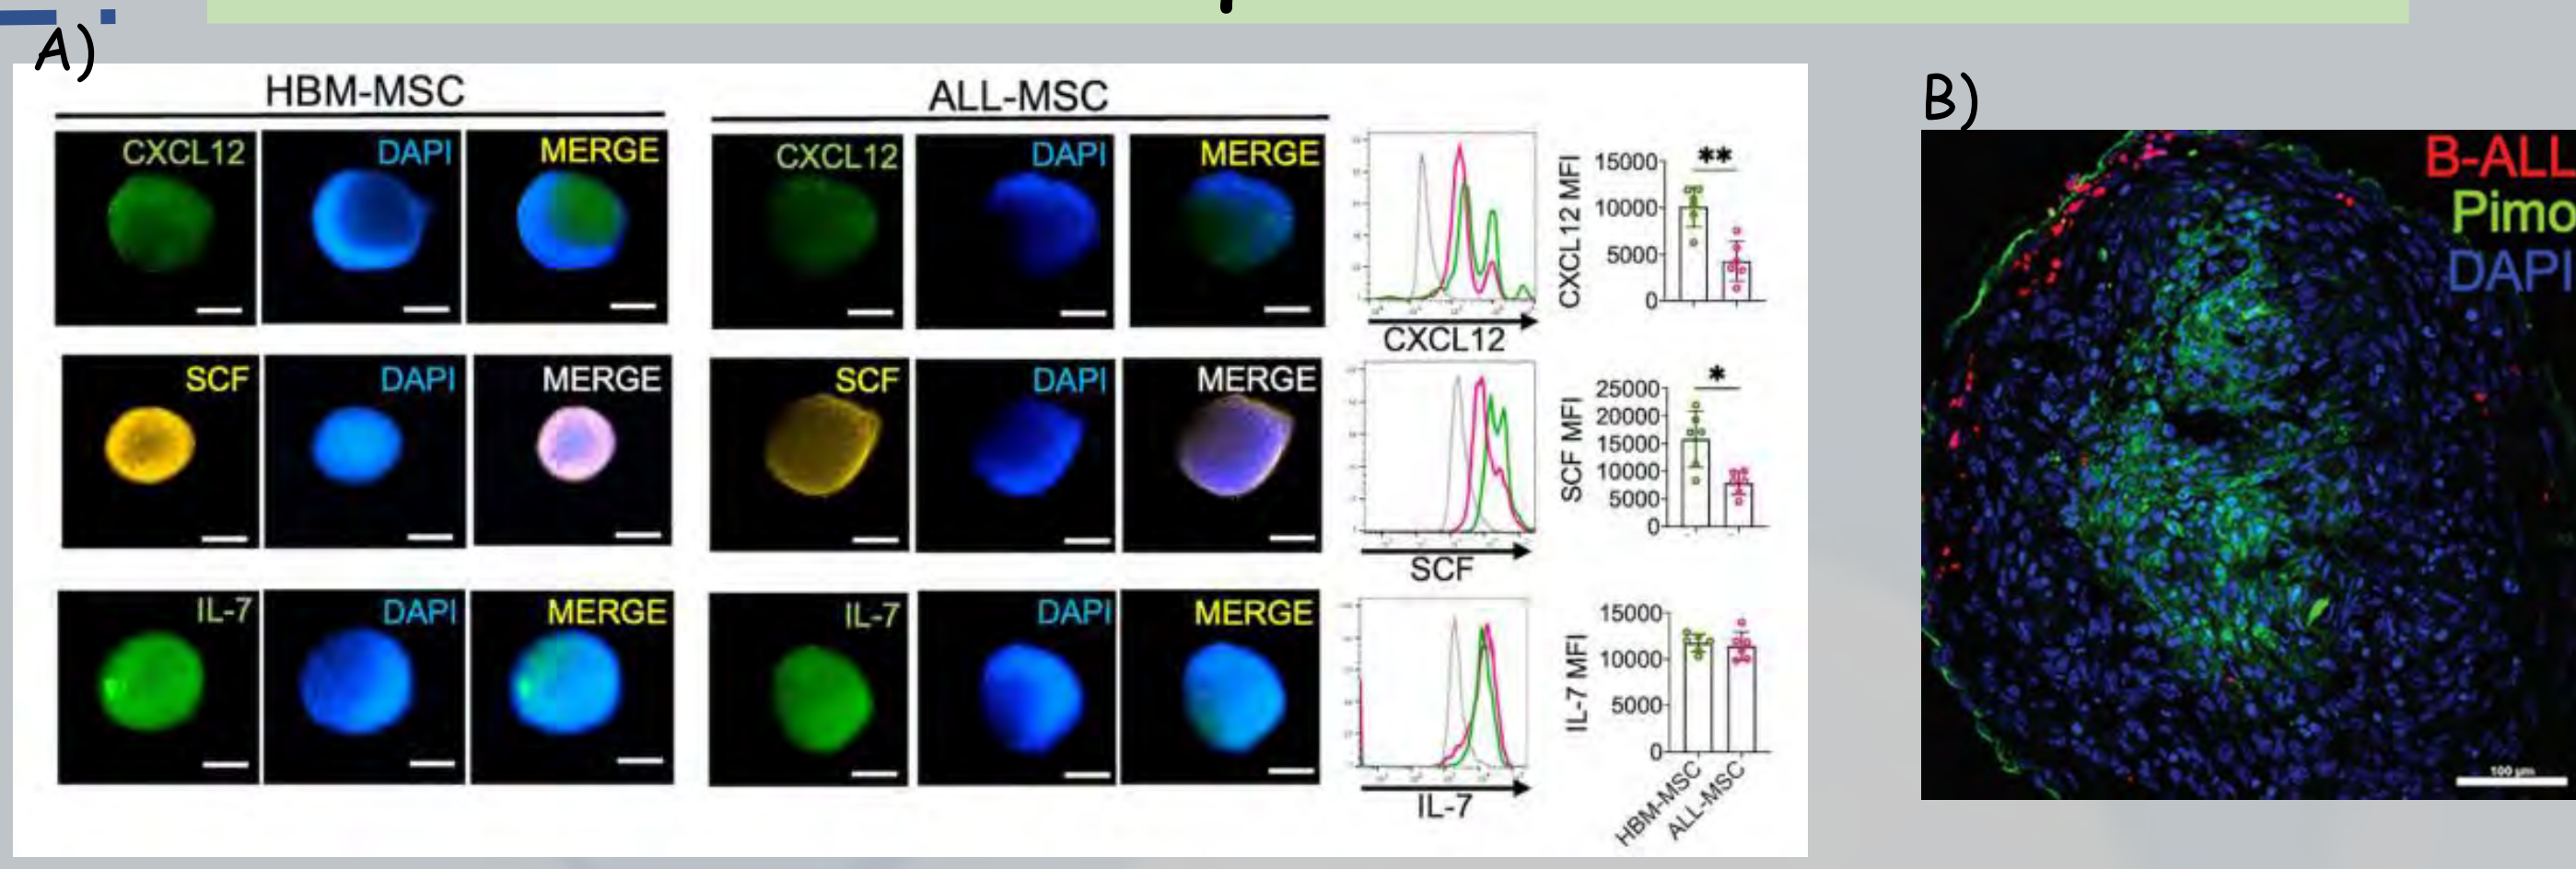 A)
HBM-MSC
ALL-MSC
CXCL12 DAPI MERGE
CXCL12 DAPI MERGE
CXCL12
CXCL12 MFI
15000
10000
5000
0
**
SCF DAPI MERGE
SCF DAPI MERGE
SCF
SCF MFI
25000
20000
15000
10000
5000
0
*
IL-7 DAPI MERGE
IL-7 DAPI MERGE
IL-7
IL-7 MFI
15000
10000
5000
0
HBM-MSC
ALL-MSC
B)
B-ALL
Pimo
DAPI
100 µm